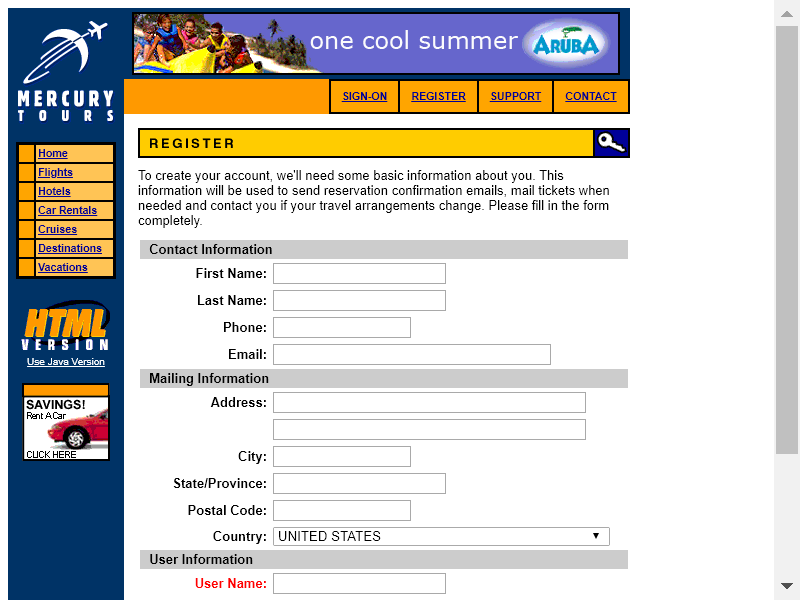 one cool summer ARUBA
MERCURY
TOURS
SIGN-ON REGISTER SUPPORT CONTACT
REGISTER
Home
Flights
Hotels
Car Rentals
Cruises
Destinations
Vacations
HTML
VERSION
Use Java Version
SAVINGS!
Rent A Car
CLICK HERE
To create your account, we'll need some basic information about you. This
information will be used to send reservation confirmation emails, mail tickets when
needed and contact you if your travel arrangements change. Please fill in the form
completely.
Contact Information
First Name:
Last Name:
Phone:
Email:
Mailing Information
Address:
City:
State/Province:
Postal Code:
Country: UNITED STATES
User Information
User Name: